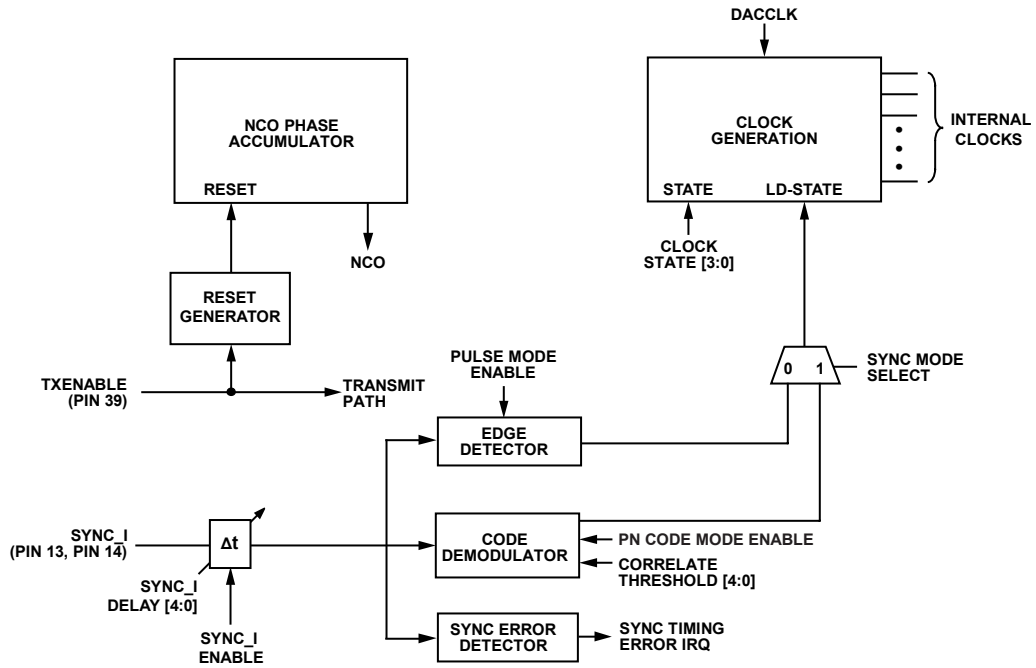 DACCLK
NCO PHASE
ACCUMULATOR
RESET
CLOCK
GENERATION
STATE
LD-STATE
INTERNAL
CLOCKS
NCO
CLOCK
STATE [3:0]
RESET
GENERATOR
TXENABLE
(PIN 39)
TRANSMIT
PATH
PULSE MODE
ENABLE
0 1
SYNC MODE
SELECT
EDGE
DETECTOR
SYNC_I
(PIN 13, PIN 14)
Δt
CODE
DEMODULATOR
PN CODE MODE ENABLE
CORRELATE
THRESHOLD [4:0]
SYNC_I
DELAY [4:0]
SYNC_I
ENABLE
SYNC ERROR
DETECTOR
SYNC TIMING
ERROR IRQ